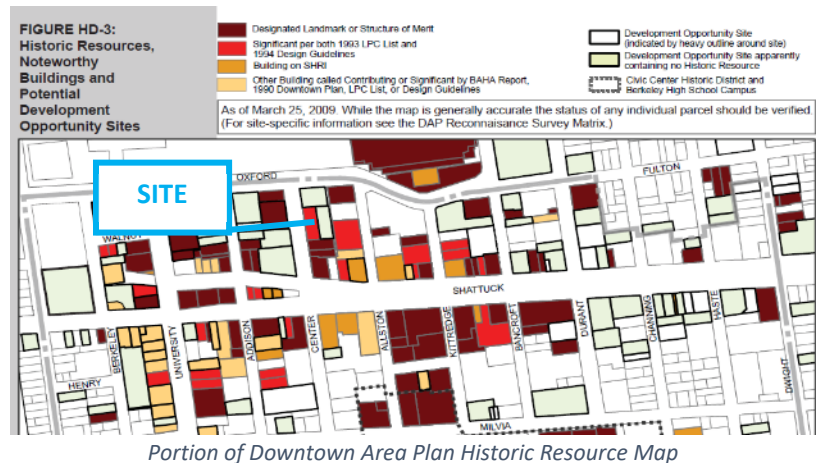 FIGURE HD-3:
Historic Resources,
Noteworthy
Buildings and
Potential
Development
Opportunity Sites
Designated Landmark or Structure of Merit
Significant per both 1993 LPC List and
1994 Design Guidelines
Building on SHRI
Other Building called Contributing or Significant by BAHA Report,
1990 Downtown Plan, LPC List, or Design Guidelines
Development Opportunity Site
(indicated by heavy outline around site)
Development Opportunity Site apparently
containing no Historic Resource
Civic Center Historic District and
Berkeley High School Campus
As of March 25, 2009. While the map is generally accurate the status of any individual parcel should be verified.
(For site-specific information see the DAP Reconnaisance Survey Matrix.)
SITE
OXFORD
FULTON
WALNUT
SHATTUCK
BERKELEY
UNIVERSITY
ADDISON
CENTER
ALLSTON
KITTREDGE
BANCROFT
DURANT
CHANNING
HASTE
DWIGHT
HENRY
MILVIA
Portion of Downtown Area Plan Historic Resource Map